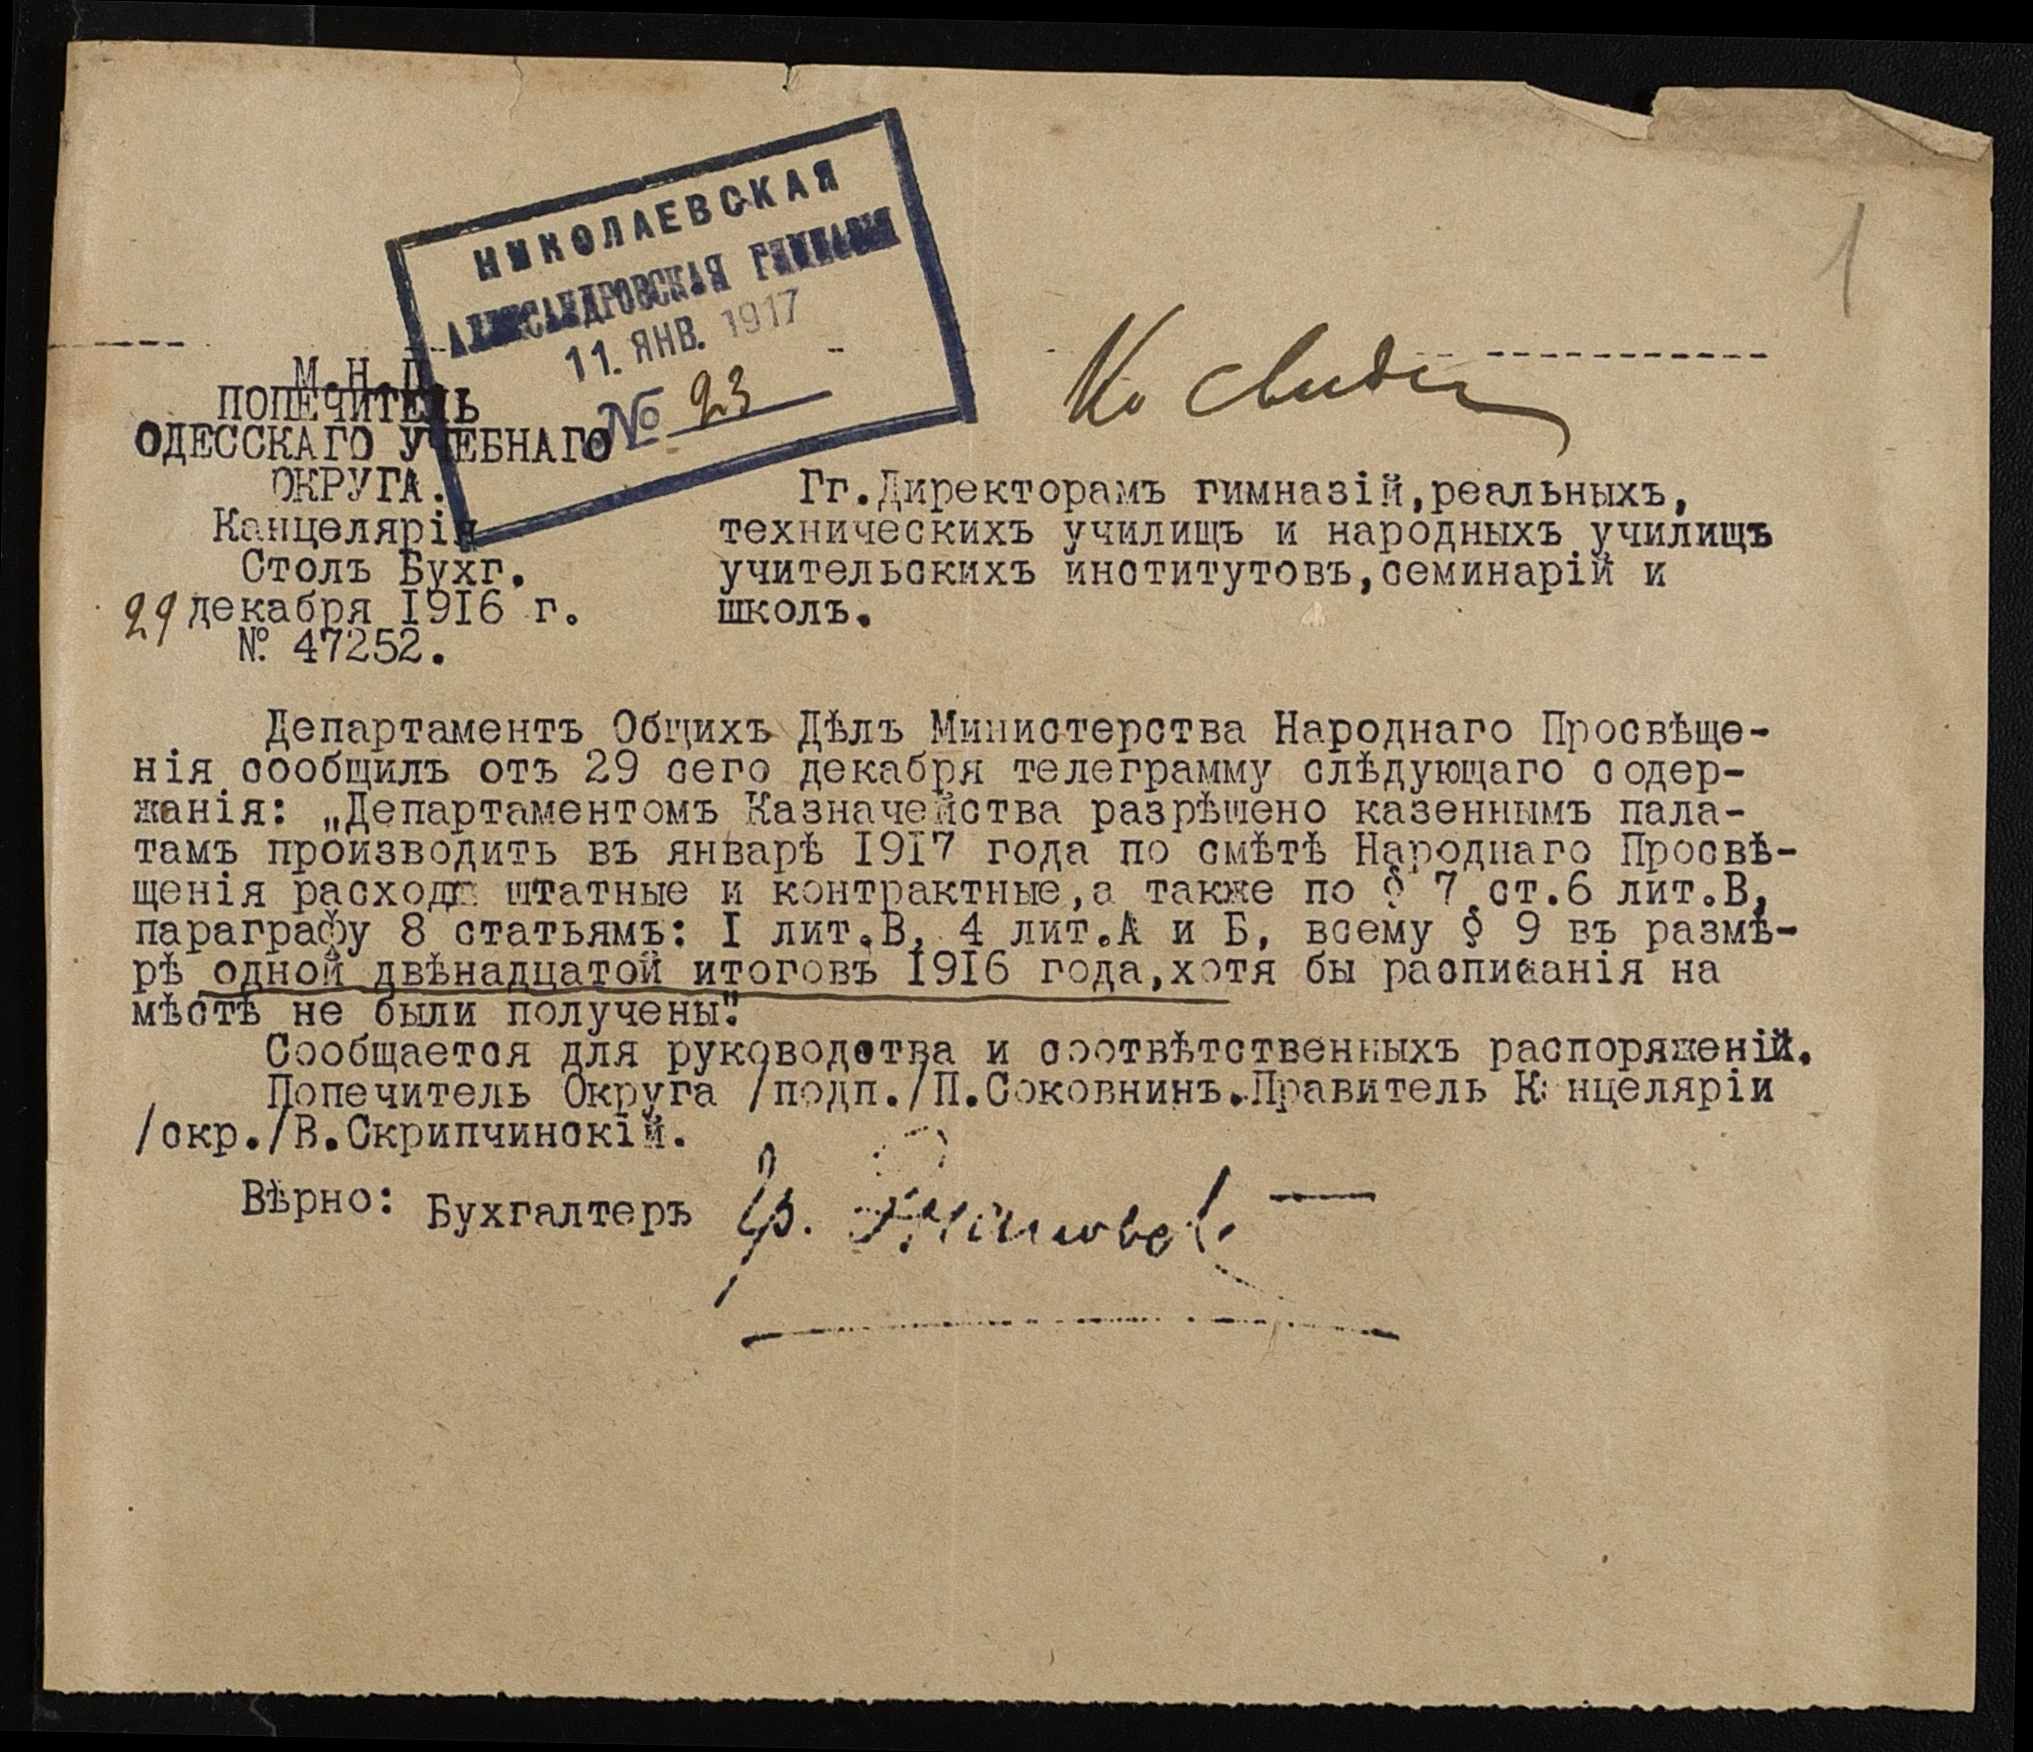 1
НИКОЛАЕВСКАЯ
АЛЕКСАНДРОВСКАЯ ГИМНАЗІЯ
11. ЯНВ. 1917
№ 23
М.Н.П.
ПОПЕЧИТЕЛЬ
ОДЕССКАГО УЧЕБНАГО
ОКРУГА.
Канцелярія
Столъ Бухг.
29 декабря 1916 г.
№ 47252.
Гг.Директорамъ гимназій,реальныхъ,
техническихъ училищъ и народныхъ училищъ
учительскихъ институтовъ,семинарій и
школъ.
Департаментъ Общихъ Дѣлъ Министерства Народнаго Просвѣще-
нія сообщилъ отъ 29 сего декабря телеграмму слѣдующаго содер-
жанія: „Департаментомъ Казначейства разрѣшено казеннымъ пала-
тамъ производить въ январѣ I9I7 года по смѣтѣ Народнаго Просвѣ-
щенія расходы штатные и контрактные,а также по § 7 ст.6 лит.В,
параграфу 8 статьямъ: I лит.В, 4 лит.А и Б, всему § 9 въ размѣ-
рѣ одной двѣнадцатой итоговъ I9I6 года,хотя бы расписанія на
мѣстѣ не были получены".
Сообщается для руководства и соотвѣтственныхъ распоряженій.
Попечитель Округа /подп./П.Соковнинъ.Правитель Канцеляріи
/скр./В.Скрипчинскій.
Вѣрно: Бухгалтеръ